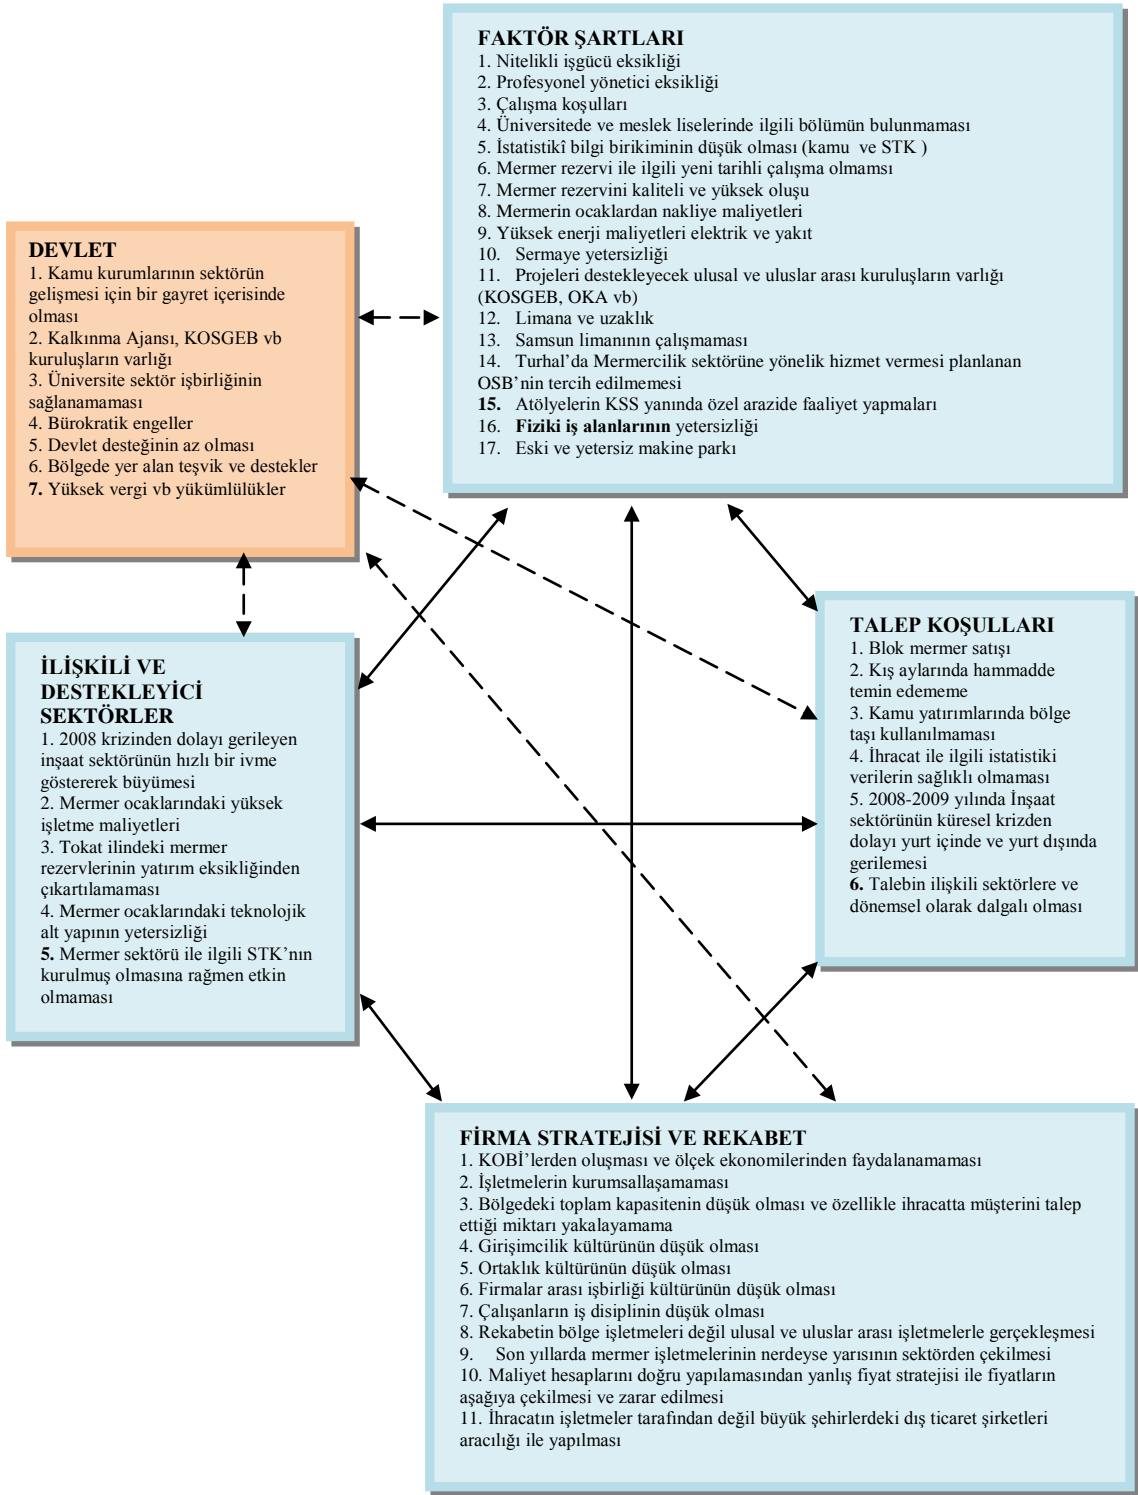 FAKTÖR ŞARTLARI
1. Nitelikli işgücü eksikliği
2. Profesyonel yönetici eksikliği
3. Çalışma koşulları
4. Üniversitede ve meslek liselerinde ilgili bölümün bulunmaması
5. İstatistikî bilgi birikiminin düşük olması (kamu ve STK )
6. Mermer rezervi ile ilgili yeni tarihli çalışma olmamsı
7. Mermer rezervini kaliteli ve yüksek oluşu
8. Mermerin ocaklardan nakliye maliyetleri
9. Yüksek enerji maliyetleri elektrik ve yakıt
10. Sermaye yetersizliği
11. Projeleri destekleyecek ulusal ve uluslar arası kuruluşların varlığı
(KOSGEB, OKA vb)
12. Limana ve uzaklık
13. Samsun limanının çalışmaması
14. Turhal’da Mermercilik sektörüne yönelik hizmet vermesi planlanan
OSB’nin tercih edilmemesi
15. Atölyelerin KSS yanında özel arazide faaliyet yapmaları
16. Fiziki iş alanlarının yetersizliği
17. Eski ve yetersiz makine parkı
DEVLET
1. Kamu kurumlarının sektörün
gelişmesi için bir gayret içerisinde
olması
2. Kalkınma Ajansı, KOSGEB vb
kuruluşların varlığı
3. Üniversite sektör işbirliğinin
sağlanamaması
4. Bürokratik engeller
5. Devlet desteğinin az olması
6. Bölgede yer alan teşvik ve destekler
7. Yüksek vergi vb yükümlülükler
İLİŞKİLİ VE
DESTEKLEYİCİ
SEKTÖRLER
1. 2008 krizinden dolayı gerileyen
inşaat sektörünün hızlı bir ivme
göstererek büyümesi
2. Mermer ocaklarındaki yüksek
işletme maliyetleri
3. Tokat ilindeki mermer
rezervlerinin yatırım eksikliğinden
çıkartılamaması
4. Mermer ocaklarındaki teknolojik
alt yapının yetersizliği
5. Mermer sektörü ile ilgili STK’nın
kurulmuş olmasına rağmen etkin
olmaması
TALEP KOŞULLARI
1. Blok mermer satışı
2. Kış aylarında hammadde
temin edememe
3. Kamu yatırımlarında bölge
taşı kullanılmaması
4. İhracat ile ilgili istatistiki
verilerin sağlıklı olmaması
5. 2008-2009 yılında İnşaat
sektörünün küresel krizden
dolayı yurt içinde ve yurt dışında
gerilemesi
6. Talebin ilişkili sektörlere ve
dönemsel olarak dalgalı olması
FİRMA STRATEJİSİ VE REKABET
1. KOBİ’lerden oluşması ve ölçek ekonomilerinden faydalanamaması
2. İşletmelerin kurumsallaşamaması
3. Bölgedeki toplam kapasitenin düşük olması ve özellikle ihracatta müşterini talep
ettiği miktarı yakalayamama
4. Girişimcilik kültürünün düşük olması
5. Ortaklık kültürünün düşük olması
6. Firmalar arası işbirliği kültürünün düşük olması
7. Çalışanların iş disiplinin düşük olması
8. Rekabetin bölge işletmeleri değil ulusal ve uluslar arası işletmelerle gerçekleşmesi
9. Son yıllarda mermer işletmelerinin nerdeyse yarısının sektörden çekilmesi
10. Maliyet hesaplarını doğru yapılamasından yanlış fiyat stratejisi ile fiyatların
aşağıya çekilmesi ve zarar edilmesi
11. İhracatın işletmeler tarafından değil büyük şehirlerdeki dış ticaret şirketleri
aracılığı ile yapılması